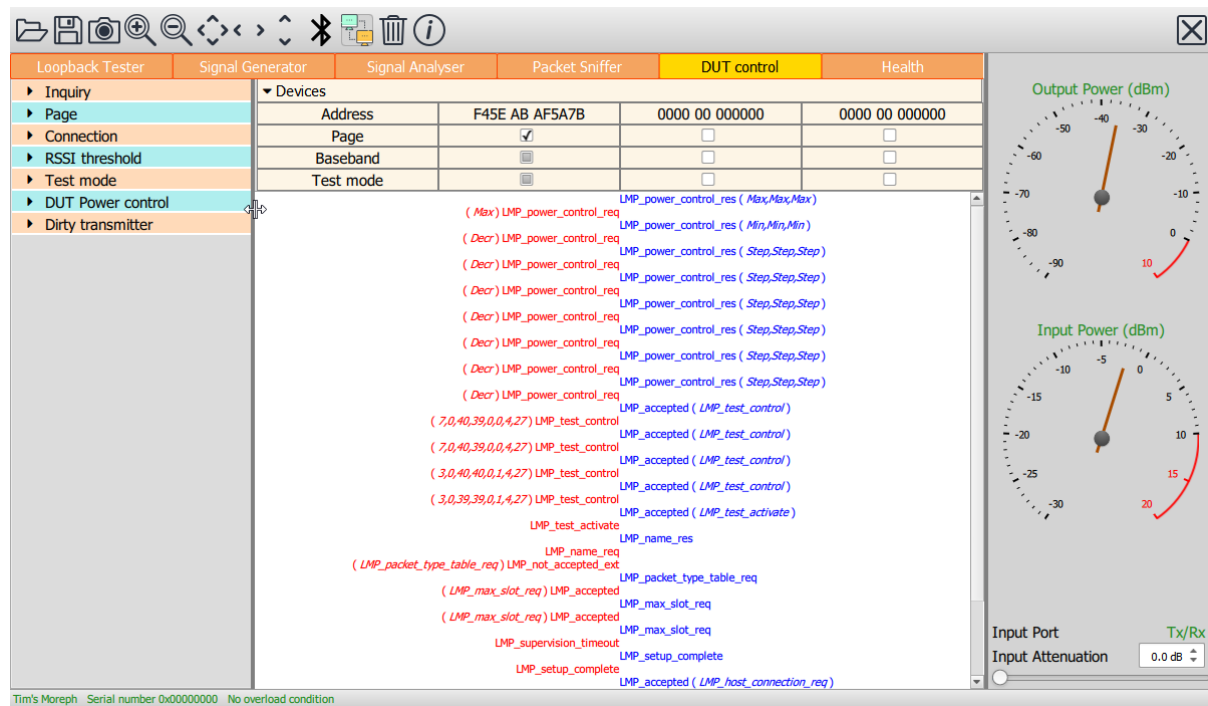 Loopback Tester Signal Generator Signal Analyser Packet Sniffer DUT control Health
Inquiry
Page
Connection
RSSI threshold
Test mode
DUT Power control
Dirty transmitter
Devices
Address F45E AB AF5A7B 0000 00 000000 0000 00 000000
Page
Baseband
Test mode
LMP_power_control_res ( Max,Max,Max )
( Max ) LMP_power_control_req
LMP_power_control_res ( Min,Min,Min )
( Decr ) LMP_power_control_req
LMP_power_control_res ( Step,Step,Step )
( Decr ) LMP_power_control_req
LMP_power_control_res ( Step,Step,Step )
( Decr ) LMP_power_control_req
LMP_power_control_res ( Step,Step,Step )
( Decr ) LMP_power_control_req
LMP_power_control_res ( Step,Step,Step )
( Decr ) LMP_power_control_req
LMP_power_control_res ( Step,Step,Step )
( Decr ) LMP_power_control_req
LMP_power_control_res ( Step,Step,Step )
( Decr ) LMP_power_control_req
LMP_accepted ( LMP_test_control )
( 7,0,40,39,0,0,4,27 ) LMP_test_control
LMP_accepted ( LMP_test_control )
( 7,0,40,39,0,0,4,27 ) LMP_test_control
LMP_accepted ( LMP_test_control )
( 3,0,40,40,0,1,4,27 ) LMP_test_control
LMP_accepted ( LMP_test_control )
( 3,0,39,39,0,1,4,27 ) LMP_test_control
LMP_accepted ( LMP_test_activate )
LMP_test_activate
LMP_name_res
LMP_name_req
( LMP_packet_type_table_req ) LMP_not_accepted_ext
LMP_packet_type_table_req
( LMP_max_slot_req ) LMP_accepted
LMP_max_slot_req
( LMP_max_slot_req ) LMP_accepted
LMP_max_slot_req
LMP_supervision_timeout
LMP_setup_complete
LMP_setup_complete
LMP_accepted ( LMP_host_connection_req )
Output Power (dBm)
-90 -80 -70 -60 -50 -40 -30 -20 -10 0 10
Input Power (dBm)
-30 -25 -20 -15 -10 -5 0 5 10 15 20
Input Port Tx/Rx
Input Attenuation 0.0 dB
Tim's Moreph Serial number 0x00000000 No overload condition